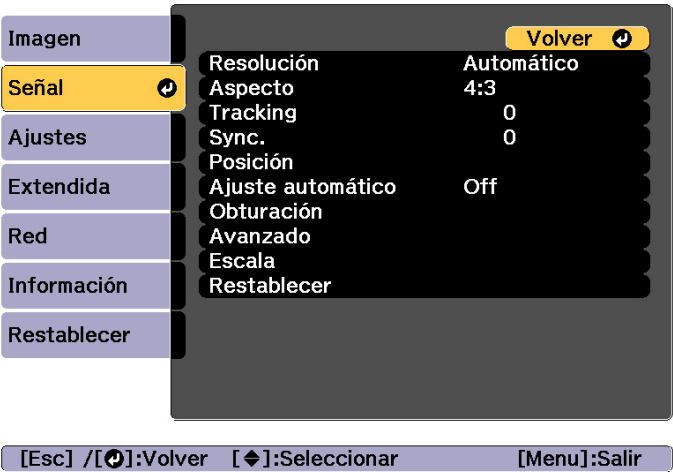 Imagen
Señal
Ajustes
Extendida
Red
Información
Restablecer
Volver
Resolución Automático
Aspecto 4:3
Tracking 0
Sync. 0
Posición
Ajuste automático Off
Obturación
Avanzado
Escala
Restablecer
[Esc] /[⏎]:Volver [◆]:Seleccionar [Menu]:Salir